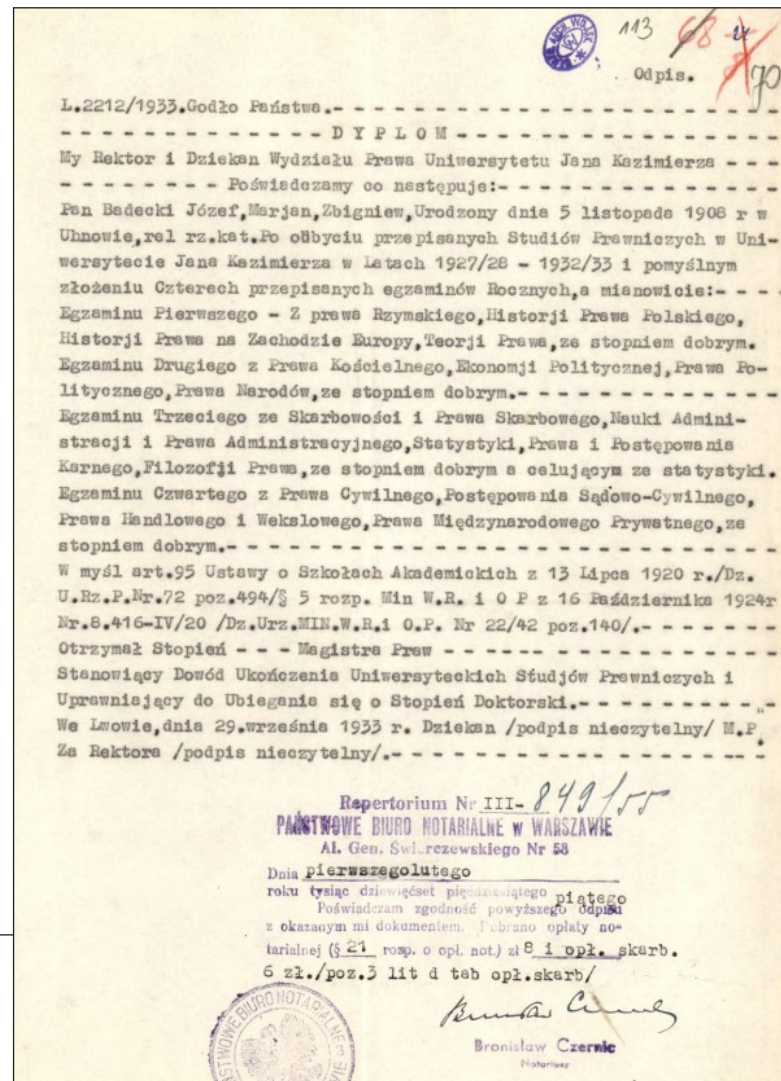 113 68 21
Odpis. 70
L.2212/1933.Godło Państwa.- - - - - - - - - - - - - - - - - - -
- - - - - - - - - - - - - D Y P L O M - - - - - - - - - - - - - - -
My Rektor i Dziekan Wydziału Prawa Uniwersytetu Jana Kazimierza - - -
- - - - - - - - Poświadczamy co następuje:- - - - - - - - - - - - -
Pan Badecki Józef,Marjan,Zbigniew,Urodzony dnia 5 listopada 1908 r w
Uhnowie,rel rz.kat.Po odbyciu przepisanych Studiów Prawniczych w Uni-
wersytecie Jana Kazimierza w Latach 1927/28 - 1932/33 i pomyślnym
złożeniu Czterech przepisanych egzaminów Rocznych,a mianowicie:- - - -
Egzaminu Pierwszego - Z prawa Rzymskiego,Historji Prawa Polskiego,
Historji Prawa na Zachodzie Europy,Teorji Prawa,ze stopniem dobrym.
Egzaminu Drugiego z Prawa Kościelnego,Ekonomji Politycznej,Prawa Po-
litycznego,Prawa Narodów,ze stopniem dobrym.- - - - - - - - - - - - -
Egzaminu Trzeciego ze Skarbowości i Prawa Skarbowego,Nauki Admini-
stracji i Prawa Administracyjnego,Statystyki,Prawa i Postępowania
Karnego,Filozofji Prawa,ze stopniem dobrym a celującym ze statystyki.
Egzaminu Czwartego z Prawa Cywilnego,Postępowania Sądowo-Cywilnego,
Prawa Handlowego i Wekslowego,Prawa Międzynarodowego Prywatnego,ze
stopniem dobrym.- - - - - - - - - - - - - - - - - - - - - - - - - -
W myśl art.95 Ustawy o Szkołach Akademickich z 13 Lipca 1920 r./Dz.
U.Rz.P.Nr.72 poz.494/§ 5 rozp. Min W.R. i O P z 16 Października 1924r
Nr.8.416-IV/20 /Dz.Urz.MIN.W.R.i O.P. Nr 22/42 poz.140/.- - - - - - -
Otrzymał Stopień - - - Magistra Praw - - - - - - - - - - - - - - - -
Stanowiący Dowód Ukończenia Uniwersyteckich Studjów Prawniczych i
Uprawniający do Ubiegania się o Stopień Doktorski.- - - - - - - - - -
We Lwowie,dnia 29.września 1933 r. Dziekan /podpis nieczytelny/ M.P.
Za Rektora /podpis nieczytelny/.- - - - - - - - - - - - - - - - - -
Repertorium Nr III- 849/55
PAŃSTWOWE BIURO NOTARIALNE w WARSZAWIE
Al. Gen. Świerczewskiego Nr 58
Dnia pierwszegolutego
roku tysiąc dziewięćset pięćdziesiątego piątego
Poświadczam zgodność powyższego odpisu
z okazanym mi dokumentem. Pobrano opłaty no-
tarialnej (§ 21 rozp. o opł. not.) zł 8 i opł. skarb.
6 zł./poz.3 lit d tab opł.skarb/
Bronisław Czernic
Notariusz